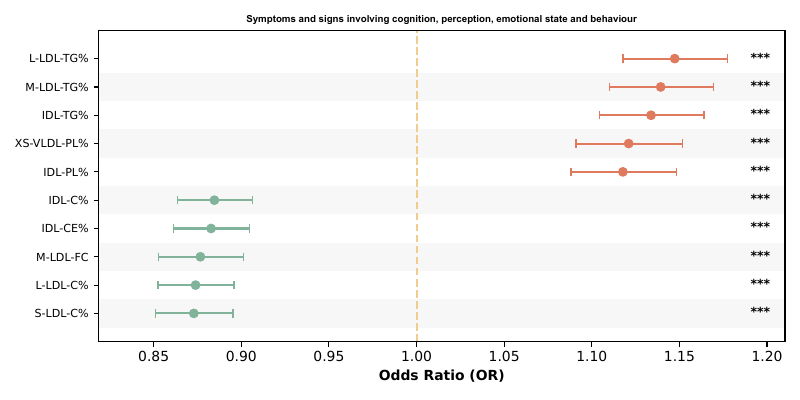 Symptoms and signs involving cognition, perception, emotional state and behaviour
L-LDL-TG% ***
M-LDL-TG% ***
IDL-TG% ***
XS-VLDL-PL% ***
IDL-PL% ***
IDL-C% ***
IDL-CE% ***
M-LDL-FC ***
L-LDL-C% ***
S-LDL-C% ***
0.85 0.90 0.95 1.00 1.05 1.10 1.15 1.20
Odds Ratio (OR)